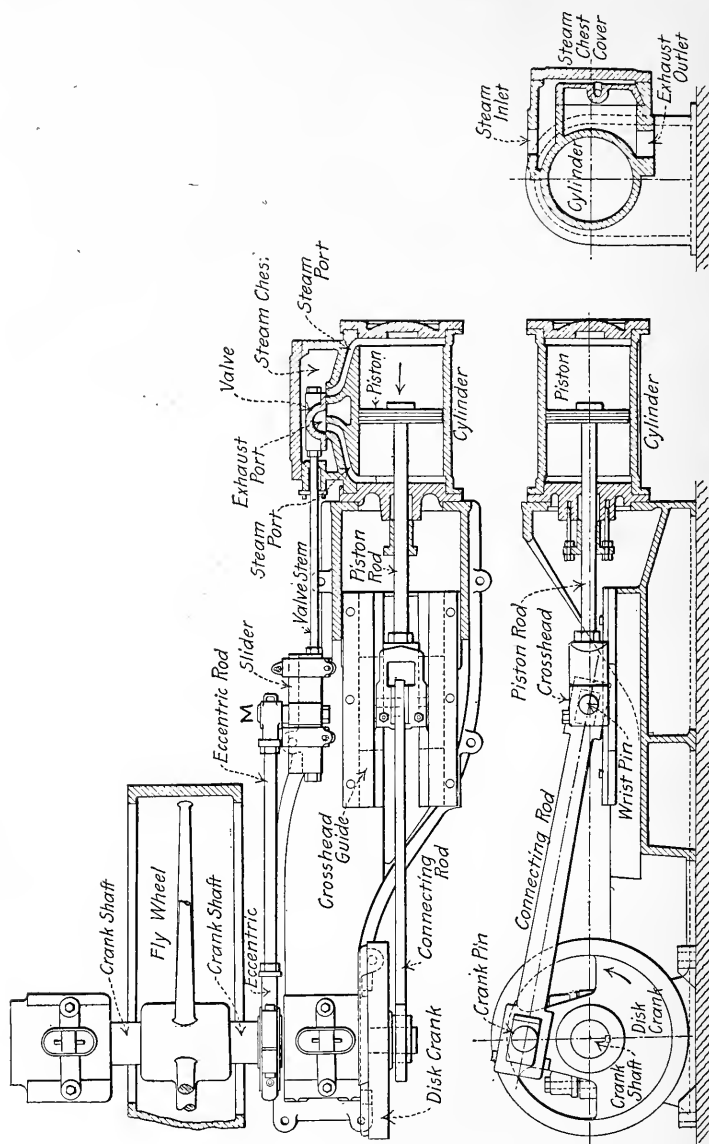 Crank Shaft
Fly Wheel
Crank Shaft
Eccentric
Eccentric Rod
M
Slider
Valve Stem
Steam
Port
Exhaust
Port
Valve
Steam Ches:
Steam
Port
Piston
Cylinder
Piston
Rod
Crosshead
Guide
Connecting
Rod
Disk Crank
Steam
Inlet
Steam
Chest
Cover
Cylinder
Exhaust
Outlet
Crank Pin
Connecting Rod
Piston Rod
Crosshead
Piston
Cylinder
Wrist Pin
Crank
Shaft
Disk
Crank